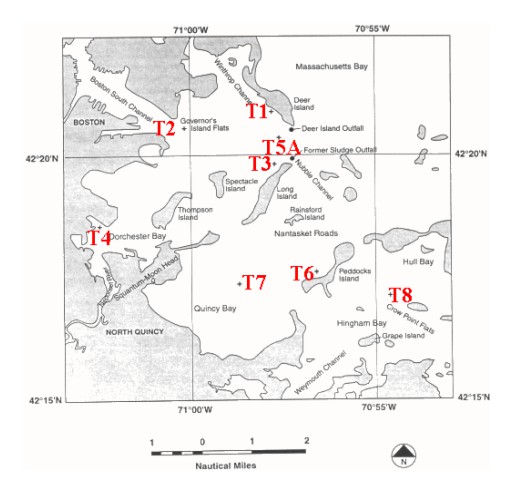 71°00'W
70°55'W
Massachusetts Bay
Winthrop Channel
Boston South Channel
Deer
Island
T1
BOSTON
T2
Governor's
Island Flats
Deer Island Outfall
T5A
Former Sludge Outfall
42°20'N
42°20'N
T3
Nubble Channel
Spectacle
Island
Long
Island
Thompson
Island
Rainsford
Island
T4
Dorchester Bay
Nantasket Roads
Hull Bay
Squantum-Moon Head
T7
T6
Peddocks
Island
T8
Quincy Bay
Crow Point Flats
NORTH QUINCY
Hingham Bay
Grape Island
Weymouth Channel
42°15'N
42°15'N
71°00'W
70°55'W
1 0 1 2
Nautical Miles
N